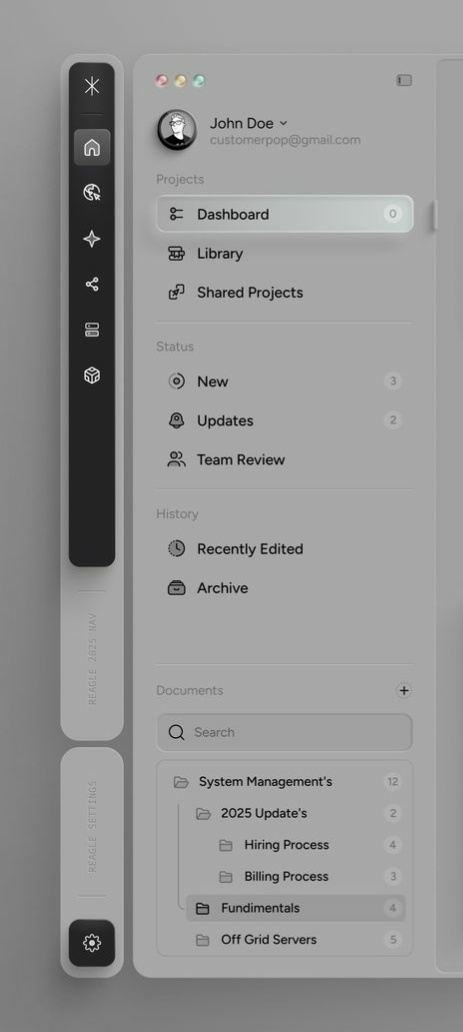 John Doe
customerpop@gmail.com
Projects
Dashboard 0
Library
Shared Projects
Status
New 3
Updates 2
Team Review
History
Recently Edited
Archive
REAGLE 2025 NAV
Documents
Search
System Management's 12
2025 Update's 2
Hiring Process 4
Billing Process 3
Fundimentals 4
Off Grid Servers 5
REAGLE SETTINGS